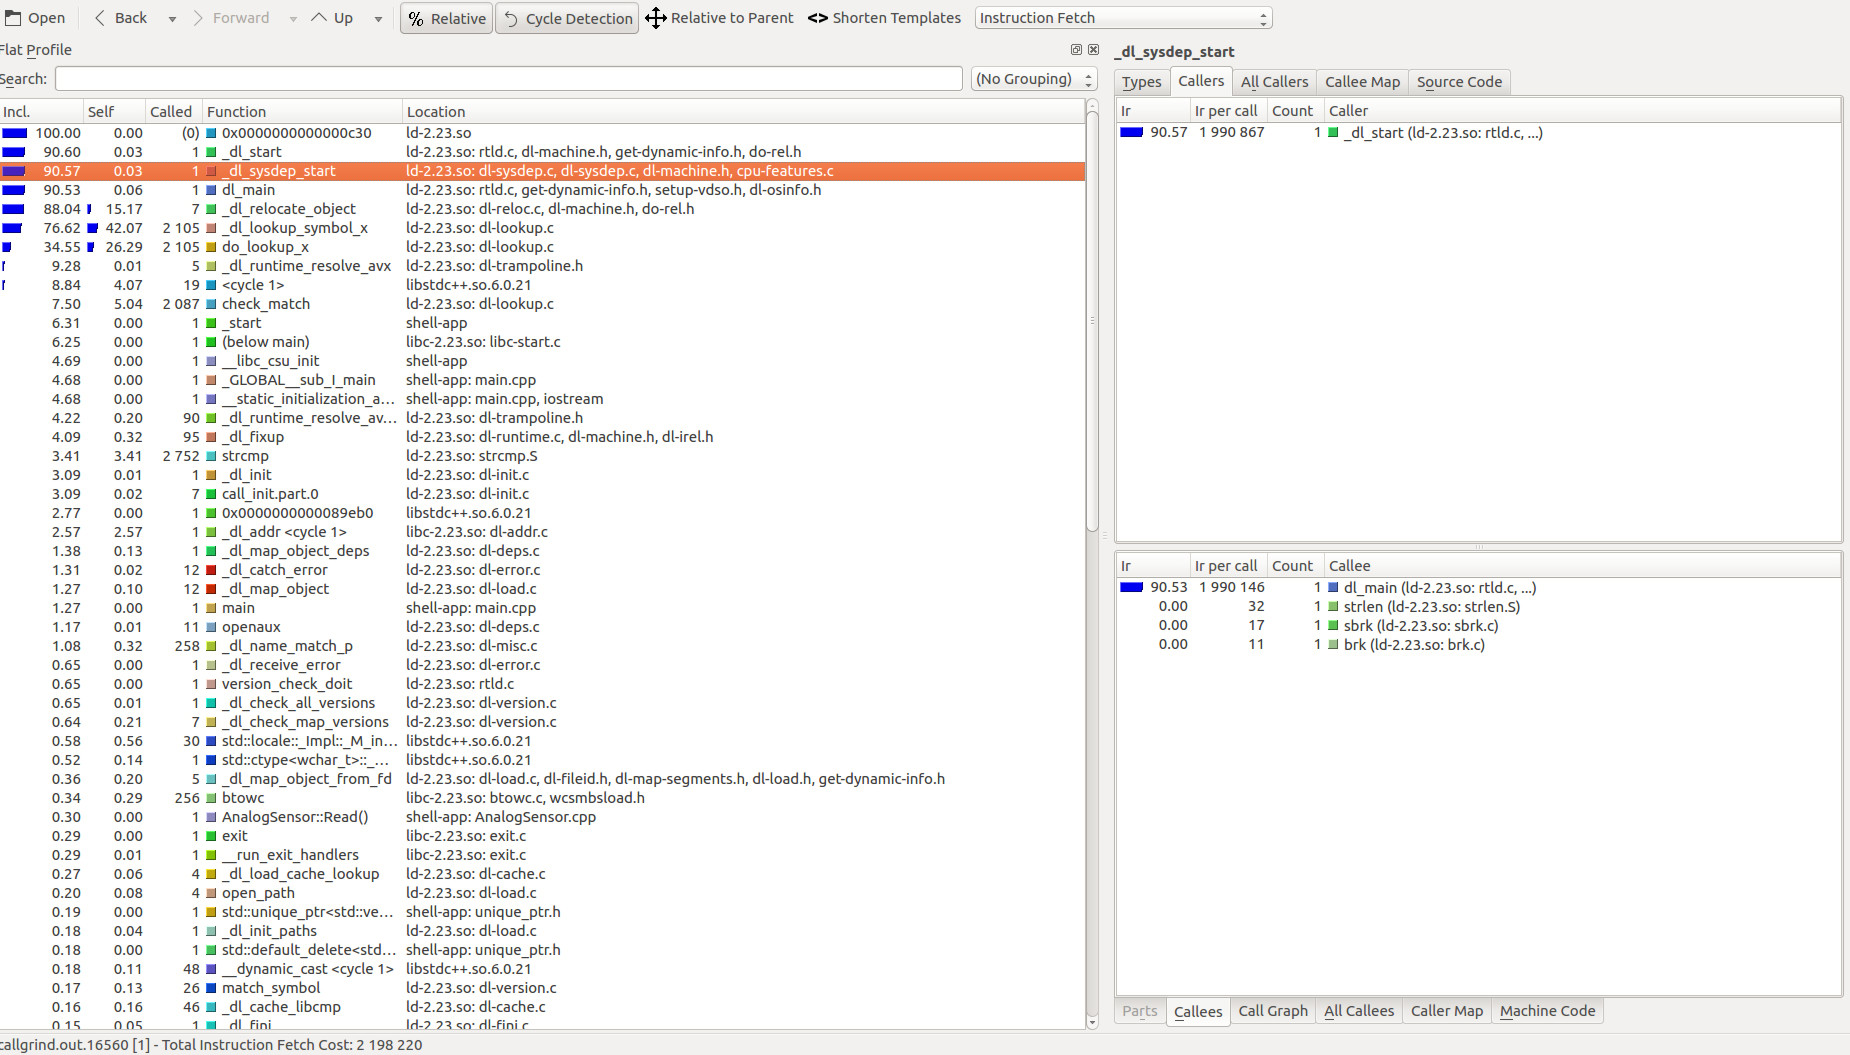 Open Back Forward Up % Relative Cycle Detection Relative to Parent <> Shorten Templates Instruction Fetch
Flat Profile
Search: (No Grouping)
Incl. Self Called Function Location
100.00 0.00 (0) 0x0000000000000c30 ld-2.23.so
90.60 0.03 1 _dl_start ld-2.23.so: rtld.c, dl-machine.h, get-dynamic-info.h, do-rel.h
90.57 0.03 1 _dl_sysdep_start ld-2.23.so: dl-sysdep.c, dl-sysdep.c, dl-machine.h, cpu-features.c
90.53 0.06 1 dl_main ld-2.23.so: rtld.c, get-dynamic-info.h, setup-vdso.h, dl-osinfo.h
88.04 15.17 7 _dl_relocate_object ld-2.23.so: dl-reloc.c, dl-machine.h, do-rel.h
76.62 42.07 2 105 _dl_lookup_symbol_x ld-2.23.so: dl-lookup.c
34.55 26.29 2 105 do_lookup_x ld-2.23.so: dl-lookup.c
9.28 0.01 5 _dl_runtime_resolve_avx ld-2.23.so: dl-trampoline.h
8.84 4.07 19 <cycle 1> libstdc++.so.6.0.21
7.50 5.04 2 087 check_match ld-2.23.so: dl-lookup.c
6.31 0.00 1 _start shell-app
6.25 0.00 1 (below main) libc-2.23.so: libc-start.c
4.69 0.00 1 __libc_csu_init shell-app
4.68 0.00 1 _GLOBAL__sub_I_main shell-app: main.cpp
4.68 0.00 1 __static_initialization_a... shell-app: main.cpp, iostream
4.22 0.20 90 _dl_runtime_resolve_av... ld-2.23.so: dl-trampoline.h
4.09 0.32 95 _dl_fixup ld-2.23.so: dl-runtime.c, dl-machine.h, dl-irel.h
3.41 3.41 2 752 strcmp ld-2.23.so: strcmp.S
3.09 0.01 1 _dl_init ld-2.23.so: dl-init.c
3.09 0.02 7 call_init.part.0 ld-2.23.so: dl-init.c
2.77 0.00 1 0x0000000000089eb0 libstdc++.so.6.0.21
2.57 2.57 1 _dl_addr <cycle 1> libc-2.23.so: dl-addr.c
1.38 0.13 1 _dl_map_object_deps ld-2.23.so: dl-deps.c
1.31 0.02 12 _dl_catch_error ld-2.23.so: dl-error.c
1.27 0.10 12 _dl_map_object ld-2.23.so: dl-load.c
1.27 0.00 1 main shell-app: main.cpp
1.17 0.01 11 openaux ld-2.23.so: dl-deps.c
1.08 0.32 258 _dl_name_match_p ld-2.23.so: dl-misc.c
0.65 0.00 1 _dl_receive_error ld-2.23.so: dl-error.c
0.65 0.00 1 version_check_doit ld-2.23.so: rtld.c
0.65 0.01 1 _dl_check_all_versions ld-2.23.so: dl-version.c
0.64 0.21 7 _dl_check_map_versions ld-2.23.so: dl-version.c
0.58 0.56 30 std::locale::_Impl::_M_in... libstdc++.so.6.0.21
0.52 0.14 1 std::ctype<wchar_t>::_... libstdc++.so.6.0.21
0.36 0.20 5 _dl_map_object_from_fd ld-2.23.so: dl-load.c, dl-fileid.h, dl-map-segments.h, dl-load.h, get-dynamic-info.h
0.34 0.29 256 btowc libc-2.23.so: btowc.c, wcsmbsload.h
0.30 0.00 1 AnalogSensor::Read() shell-app: AnalogSensor.cpp
0.29 0.00 1 exit libc-2.23.so: exit.c
0.29 0.01 1 __run_exit_handlers libc-2.23.so: exit.c
0.27 0.06 4 _dl_load_cache_lookup ld-2.23.so: dl-cache.c
0.20 0.08 4 open_path ld-2.23.so: dl-load.c
0.19 0.00 1 std::unique_ptr<std::ve... shell-app: unique_ptr.h
0.18 0.04 1 _dl_init_paths ld-2.23.so: dl-load.c
0.18 0.00 1 std::default_delete<std... shell-app: unique_ptr.h
0.18 0.11 48 __dynamic_cast <cycle 1> libstdc++.so.6.0.21
0.17 0.13 26 match_symbol ld-2.23.so: dl-version.c
0.16 0.16 46 _dl_cache_libcmp ld-2.23.so: dl-cache.c
0.15 0.05 1 _dl_fini ld-2.23.so: dl-fini.c
callgrind.out.16560 [1] - Total Instruction Fetch Cost: 2 198 220
_dl_sysdep_start
Types Callers All Callers Callee Map Source Code
Ir Ir per call Count Caller
90.57 1 990 867 1 _dl_start (ld-2.23.so: rtld.c, ...)
Ir Ir per call Count Callee
90.53 1 990 146 1 dl_main (ld-2.23.so: rtld.c, ...)
0.00 32 1 strlen (ld-2.23.so: strlen.S)
0.00 17 1 sbrk (ld-2.23.so: sbrk.c)
0.00 11 1 brk (ld-2.23.so: brk.c)
Parts Callees Call Graph All Callees Caller Map Machine Code